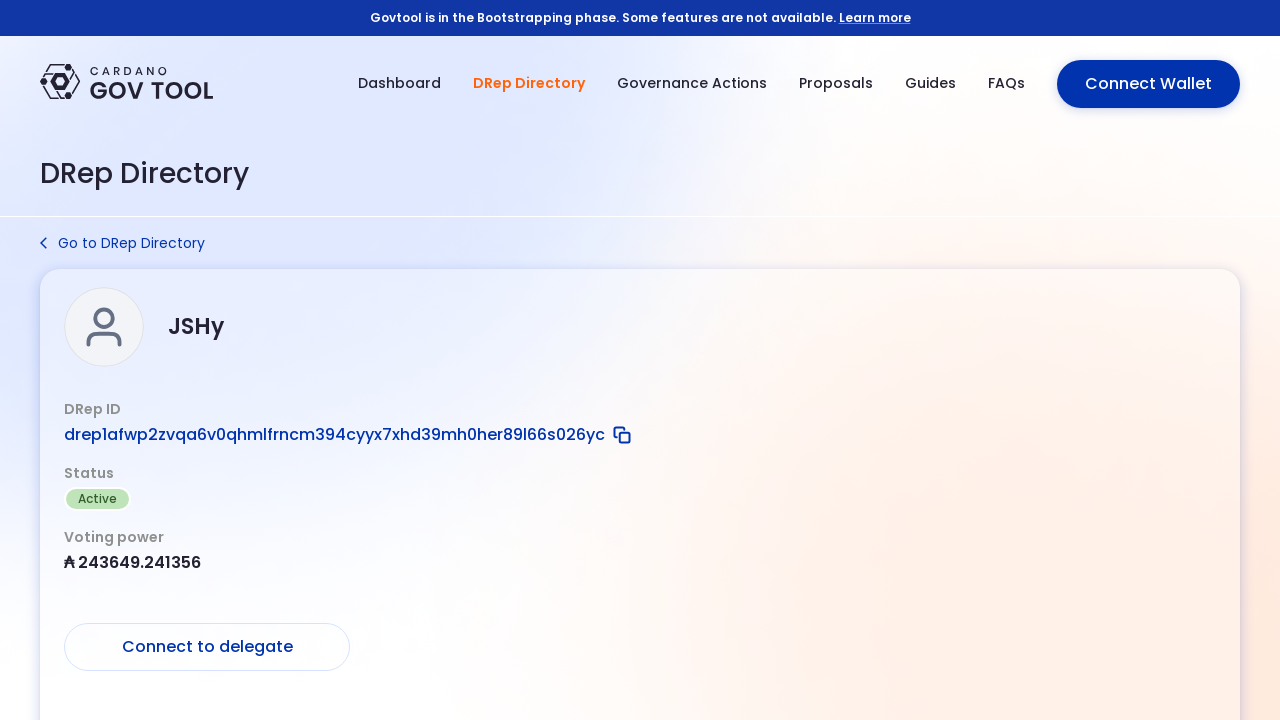 Govtool is in the Bootstrapping phase. Some features are not available. Learn more
CARDANO
GOV TOOL
Dashboard
DRep Directory
Governance Actions
Proposals
Guides
FAQs
Connect Wallet
DRep Directory
Go to DRep Directory
JSHy
DRep ID
drep1afwp2zvqa6v0qhmlfrncm394cyyx7xhd39mh0her89l66s026yc
Status
Active
Voting power
₳ 243649.241356
Connect to delegate